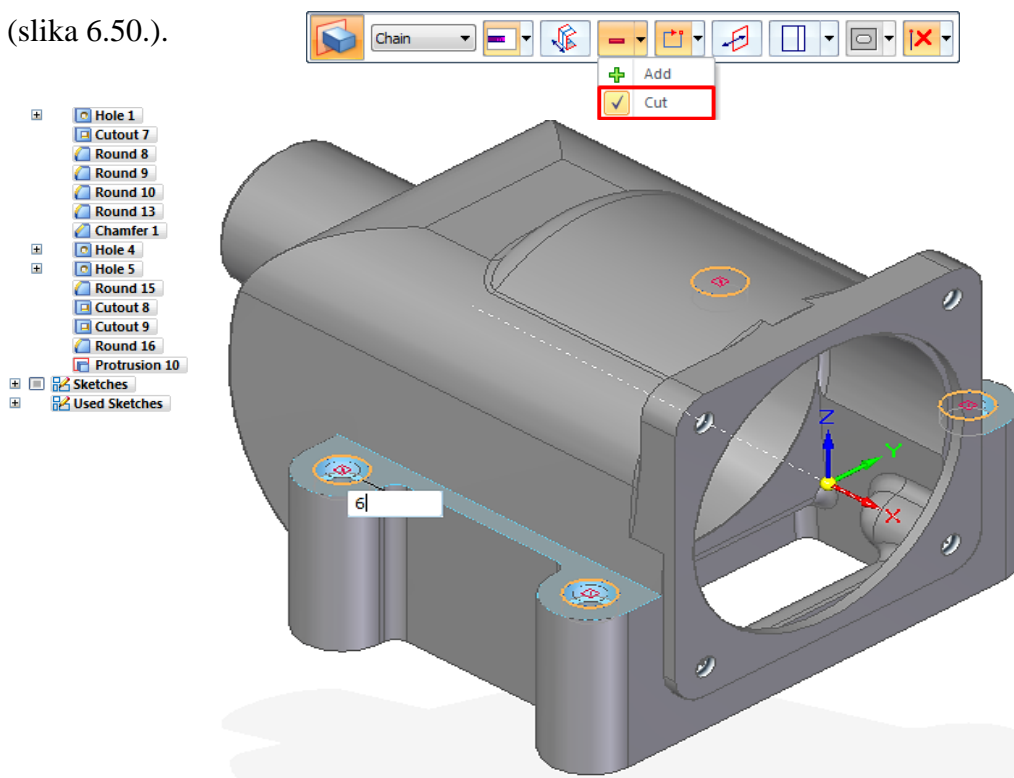 (slika 6.50.).
Chain
Add
Cut
Hole 1
Cutout 7
Round 8
Round 9
Round 10
Round 13
Chamfer 1
Hole 4
Hole 5
Round 15
Cutout 8
Cutout 9
Round 16
Protrusion 10
Sketches
Used Sketches
Z
Y
X
6